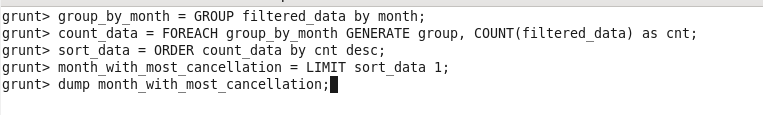 grunt> group_by_month = GROUP filtered_data by month;
grunt> count_data = FOREACH group_by_month GENERATE group, COUNT(filtered_data) as cnt;
grunt> sort_data = ORDER count_data by cnt desc;
grunt> month_with_most_cancellation = LIMIT sort_data 1;
grunt> dump month_with_most_cancellation;